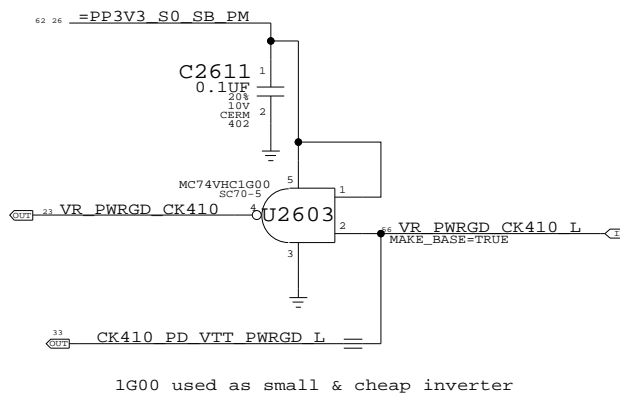 62 26 =PP3V3_S0_SB_PM
C2611 1
0.1UF
20%
10V
CERM
402
2
MC74VHC1G00
SC70-5
5
1
OUT 23 VR_PWRGD_CK410 4 U2603 2 56 VR_PWRGD_CK410_L
MAKE_BASE=TRUE
3
33
OUT CK410_PD_VTT_PWRGD_L
1G00 used as small & cheap inverter